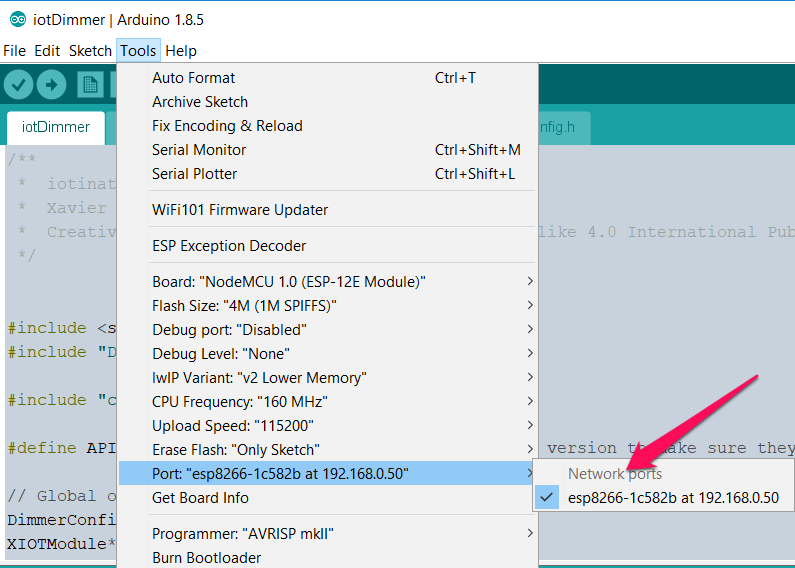 iotDimmer | Arduino 1.8.5
File Edit Sketch Tools Help
Auto Format Ctrl+T
Archive Sketch
iotDimmer
Fix Encoding & Reload
nfig.h
/**
Serial Monitor Ctrl+Shift+M
* iotinat
Serial Plotter Ctrl+Shift+L
* Xavier
WiFi101 Firmware Updater
* Creativ
like 4.0 International Pub
*/
ESP Exception Decoder
Board: "NodeMCU 1.0 (ESP-12E Module)"
Flash Size: "4M (1M SPIFFS)"
#include <s
Debug port: "Disabled"
#include "D
Debug Level: "None"
lwIP Variant: "v2 Lower Memory"
#include "c
CPU Frequency: "160 MHz"
Upload Speed: "115200"
#define API
Erase Flash: "Only Sketch"
version to make sure they
Port: "esp8266-1c582b at 192.168.0.50"
Network ports
// Global o
Get Board Info
esp8266-1c582b at 192.168.0.50
DimmerConfi
Programmer: "AVRISP mkII"
XIOTModule*
Burn Bootloader